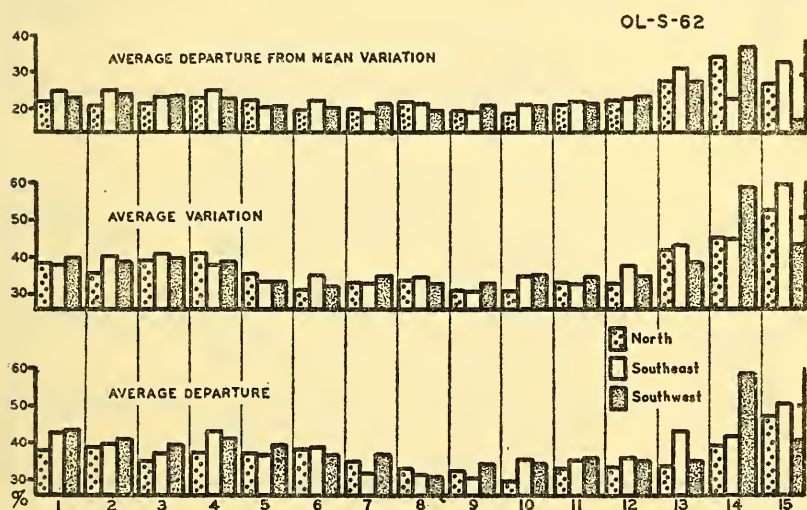 OL-S-62
40
AVERAGE DEPARTURE FROM MEAN VARIATION
30
20
60
AVERAGE VARIATION
50
40
30
North
Southeast
Southwest
60
AVERAGE DEPARTURE
50
40
30
%
1 2 3 4 5 6 7 8 9 10 11 12 13 14 15